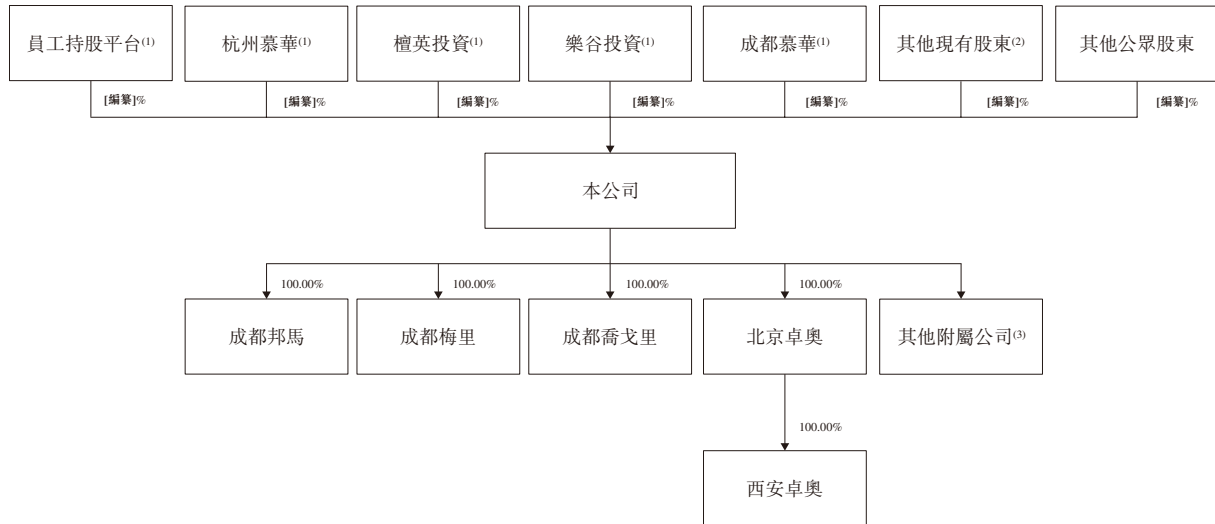 員工持股平台(1)
杭州慕華(1)
檀英投資(1)
樂谷投資(1)
成都慕華(1)
其他現有股東(2)
其他公眾股東
[編纂]%
[編纂]%
[編纂]%
[編纂]%
[編纂]%
[編纂]%
[編纂]%
本公司
100.00%
100.00%
100.00%
100.00%
成都邦馬
成都梅里
成都喬戈里
北京卓奧
其他附屬公司(3)
100.00%
西安卓奧